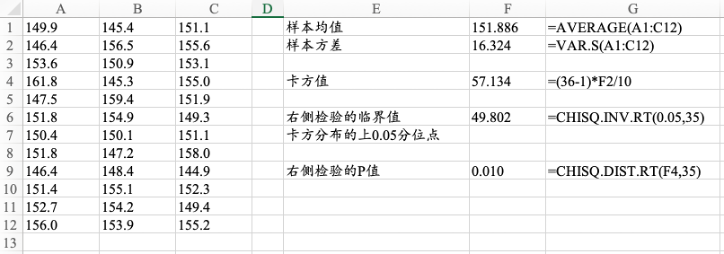 A B C D E F G
1 149.9 145.4 151.1 样本均值 151.886 =AVERAGE(A1:C12)
2 146.4 156.5 155.6 样本方差 16.324 =VAR.S(A1:C12)
3 153.6 150.9 153.1
4 161.8 145.3 155.0 卡方值 57.134 =(36-1)*F2/10
5 147.5 159.4 151.9
6 151.8 154.9 149.3 右侧检验的临界值 49.802 =CHISQ.INV.RT(0.05,35)
7 150.4 150.1 151.1 卡方分布的上0.05分位点
8 151.8 147.2 158.0
9 146.4 148.4 144.9 右侧检验的P值 0.010 =CHISQ.DIST.RT(F4,35)
10 151.4 155.1 152.3
11 152.7 154.2 149.4
12 156.0 153.9 155.2
13